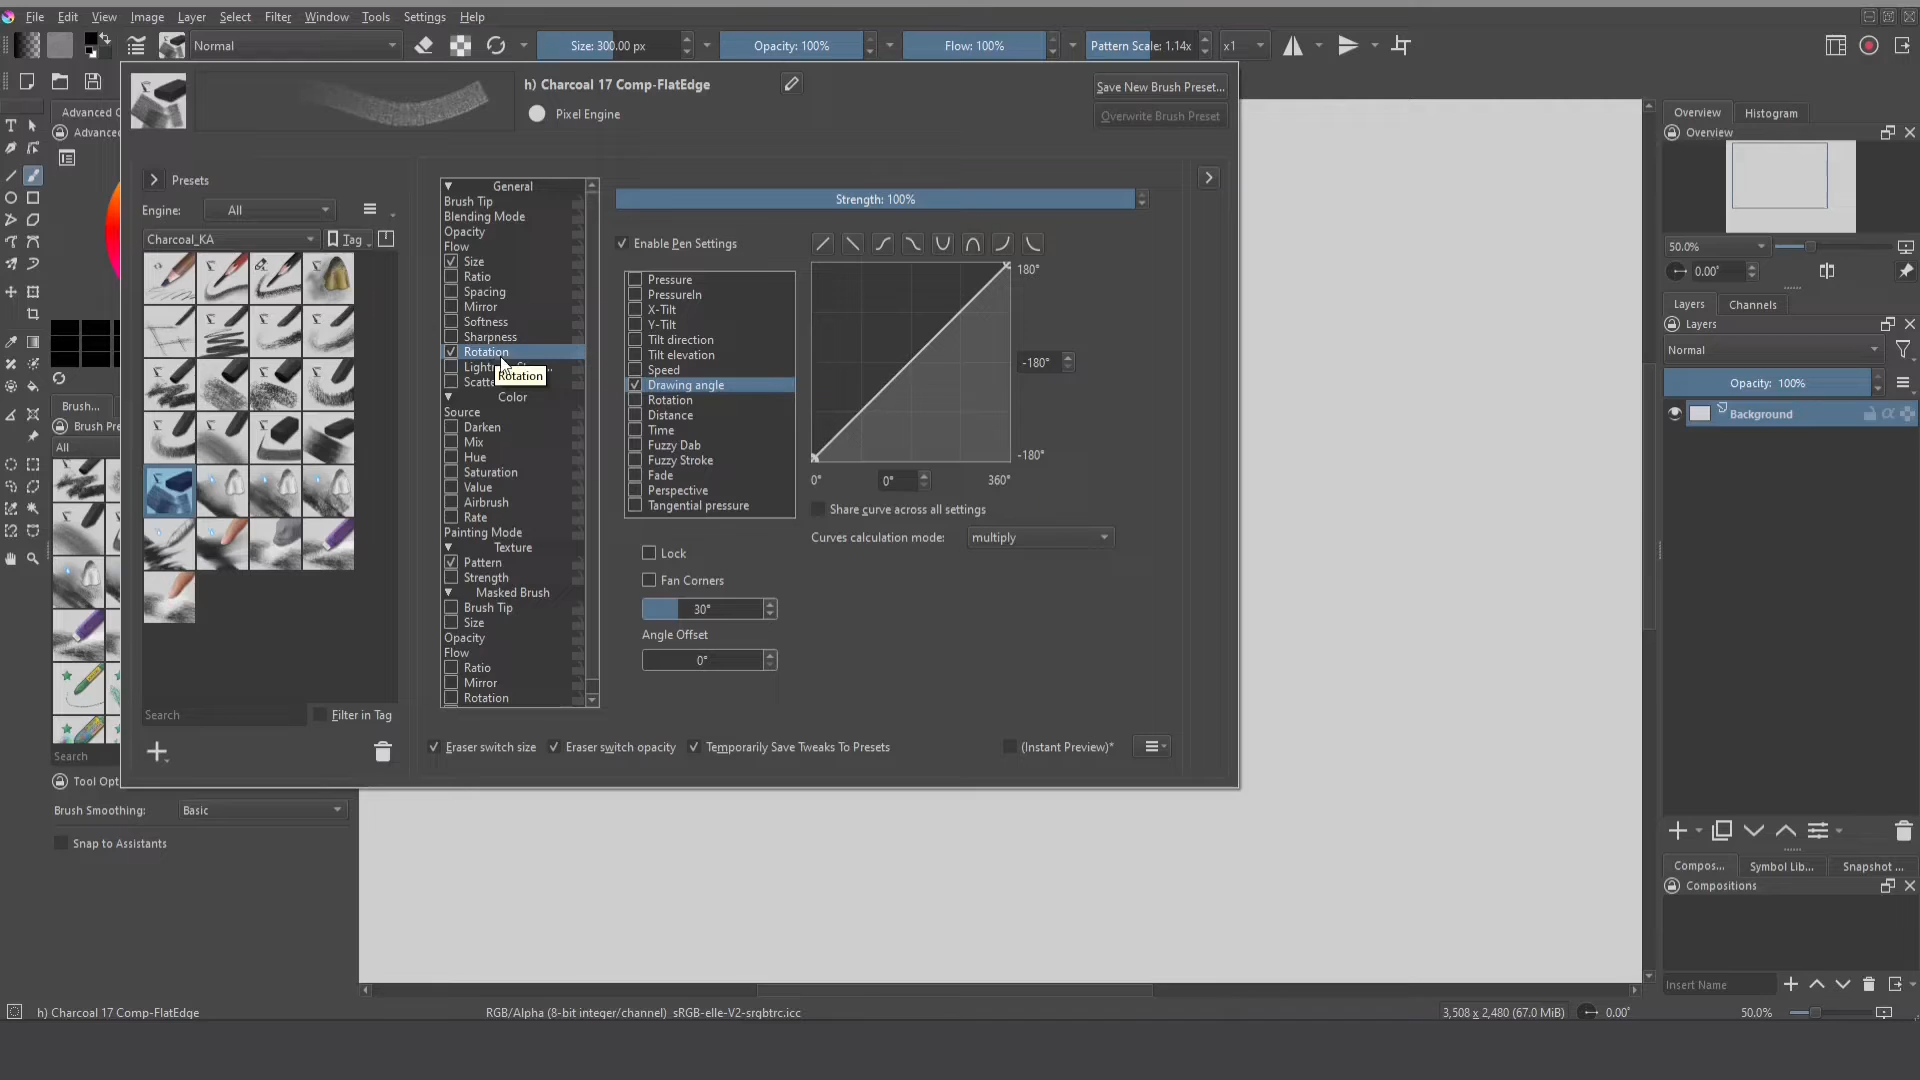 File Edit View Image Layer Select Filter Window Tools Settings Help
Normal Size: 300.00 px Opacity: 100% Flow: 100% Pattern Scale: 1.14x x1
h) Charcoal 17 Comp-FlatEdge
Pixel Engine
Save New Brush Preset...
Overwrite Brush Preset
Advanced C
Advanced
Presets
Engine: All
Charcoal_KA Tag
Search Filter in Tag
General
Brush Tip
Blending Mode
Opacity
Flow
Size
Ratio
Spacing
Mirror
Softness
Sharpness
Rotation
Rotation
Color
Source
Darken
Mix
Hue
Saturation
Value
Airbrush
Rate
Painting Mode
Texture
Pattern
Strength
Masked Brush
Brush Tip
Size
Opacity
Flow
Ratio
Mirror
Rotation
Strength: 100%
Enable Pen Settings
Pressure
PressureIn
X-Tilt
Y-Tilt
Tilt direction
Tilt elevation
Speed
Drawing angle
Rotation
Distance
Time
Fuzzy Dab
Fuzzy Stroke
Fade
Perspective
Tangential pressure
180°
-180°
-180°
0° 0° 360°
Share curve across all settings
Curves calculation mode: multiply
Lock
Fan Corners
30°
Angle Offset
0°
Eraser switch size Eraser switch opacity Temporarily Save Tweaks To Presets (Instant Preview)*
Brush...
Brush Pre
All
Search
Tool Opt
Brush Smoothing: Basic
Snap to Assistants
Overview Histogram
Overview
50.0%
0.00°
Layers Channels
Layers
Normal
Opacity: 100%
Background
Compos... Symbol Lib... Snapshot ...
Compositions
Insert Name
h) Charcoal 17 Comp-FlatEdge RGB/Alpha (8-bit integer/channel) sRGB-elle-V2-srgbtrc.icc 3,508 x 2,480 (67.0 MiB) 0.00° 50.0%